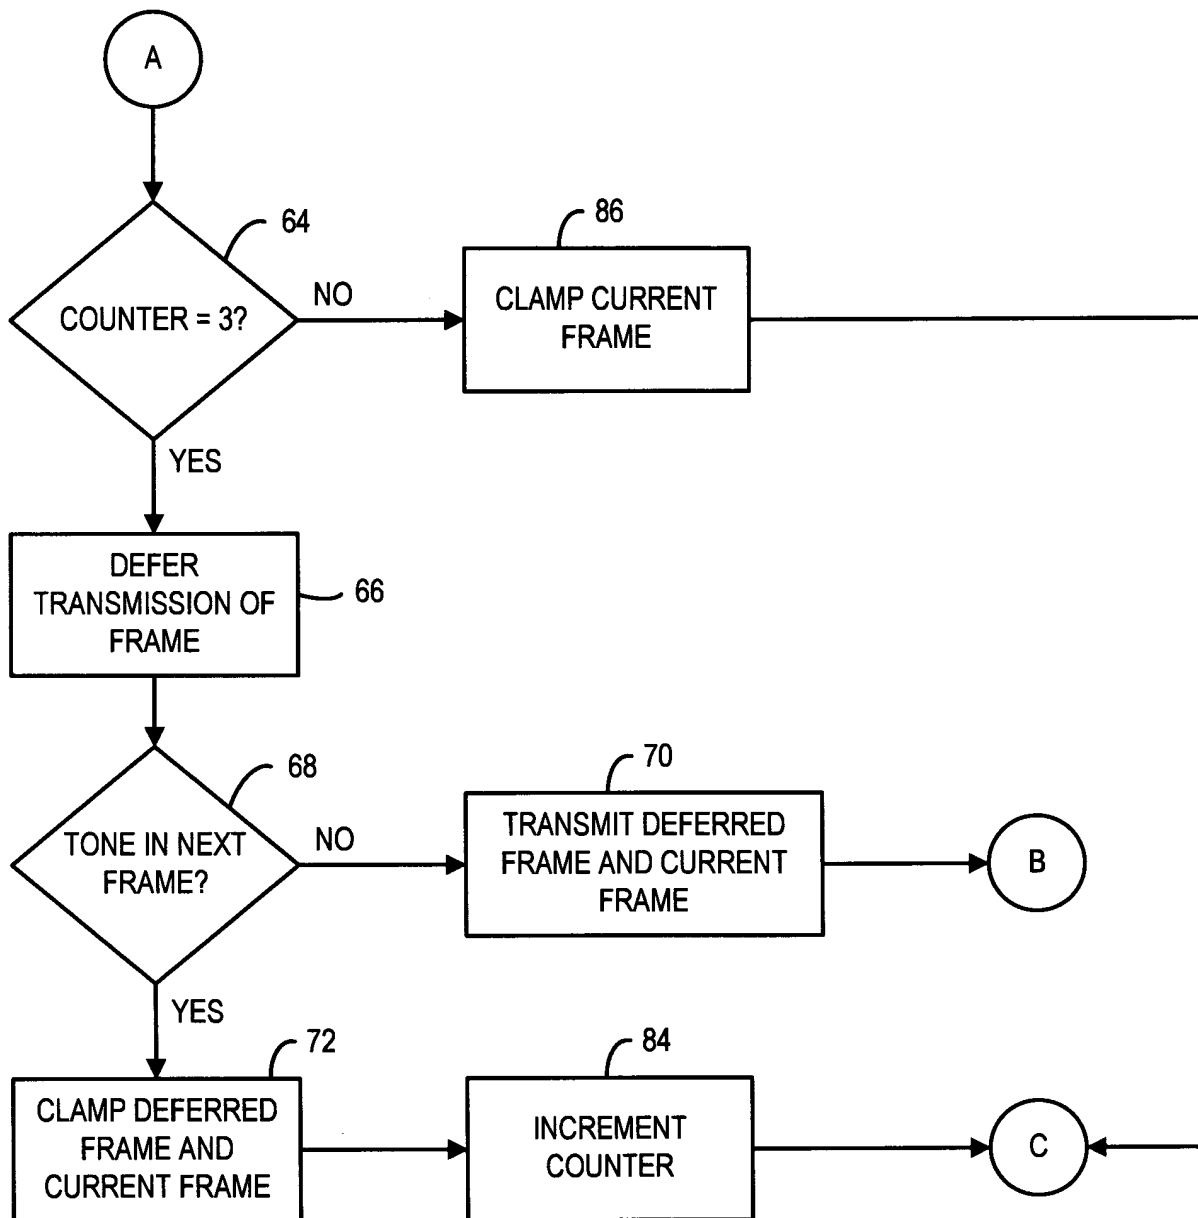 A
64
COUNTER = 3?
NO
86
CLAMP CURRENT
FRAME
YES
DEFER
TRANSMISSION OF
FRAME
66
68
TONE IN NEXT
FRAME?
NO
70
TRANSMIT DEFERRED
FRAME AND CURRENT
FRAME
B
YES
72
CLAMP DEFERRED
FRAME AND
CURRENT FRAME
84
INCREMENT
COUNTER
C